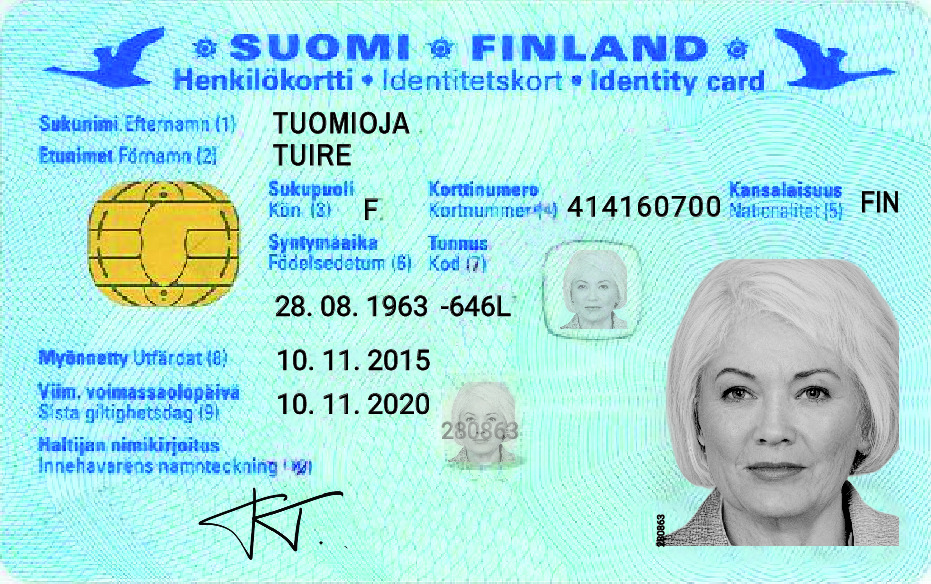 SUOMI FINLAND
Henkilökortti • Identitetskort • Identity card
Sukunimi Efternamn (1) TUOMIOJA
Etunimet Förnamn (2) TUIRE
Sukupuoli Korttinumero Kansalaisuus
Kön (3) F Kortnummer (4) 414160700 Nationalitet (5) FIN
Syntymäaika Tunnus
Födelsedetum (6) Kod (7)
28. 08. 1963 -646L
Myönnetty Utfärdat (8) 10. 11. 2015
Viim. voimassaolopäivä
Sista giltighetsdag (9) 10. 11. 2020
280863
Haltijan nimikirjoitus
Innehavarens namnteckning
280863